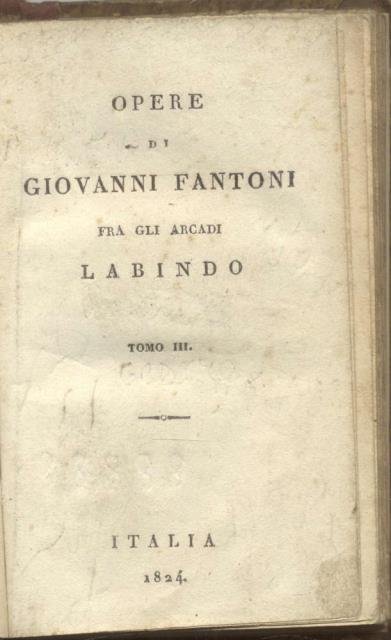 OPERE
DI
GIOVANNI FANTONI
FRA GLI ARCADI
LABINDO
TOMO III.
ITALIA
1824.